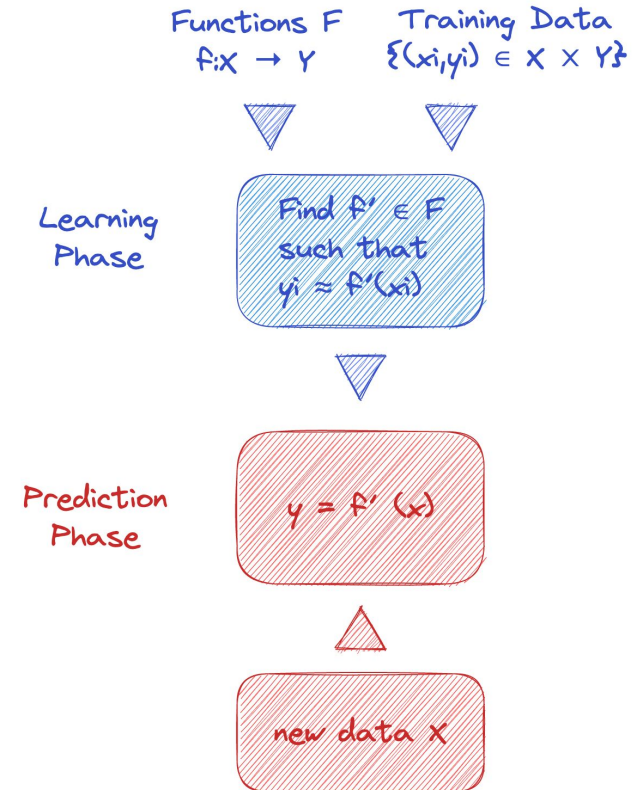 Functions F
f:X → Y
Training Data
{(xi,yi) ∈ X X Y}
Learning
Phase
Find f' ∈ F
such that
yi ≈ f'(xi)
Prediction
Phase
y = f' (x)
new data X